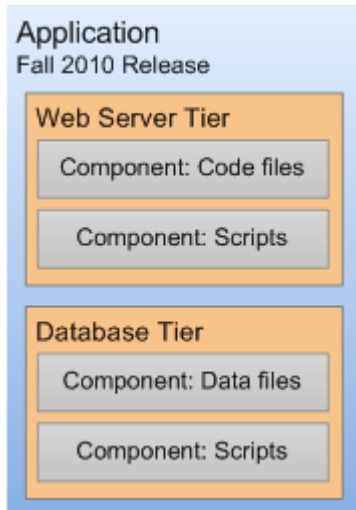 Application
Fall 2010 Release
Web Server Tier
Component: Code files
Component: Scripts
Database Tier
Component: Data files
Component: Scripts